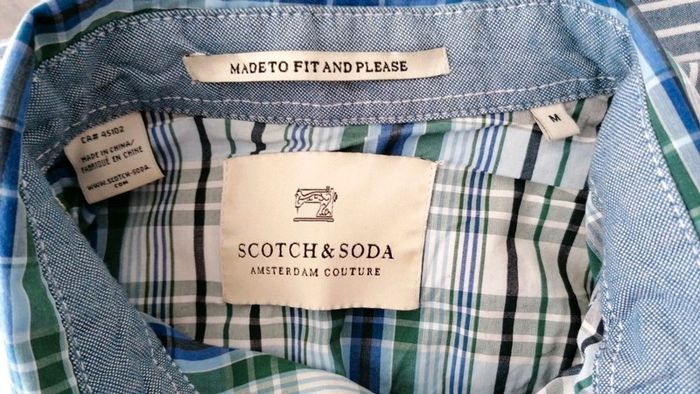 MADE TO FIT AND PLEASE
M
CA# 45102
MADE IN CHINA/
FABRIQUÉ EN CHINE
WWW.SCOTCH-SODA
.COM
SCOTCH & SODA
AMSTERDAM COUTURE